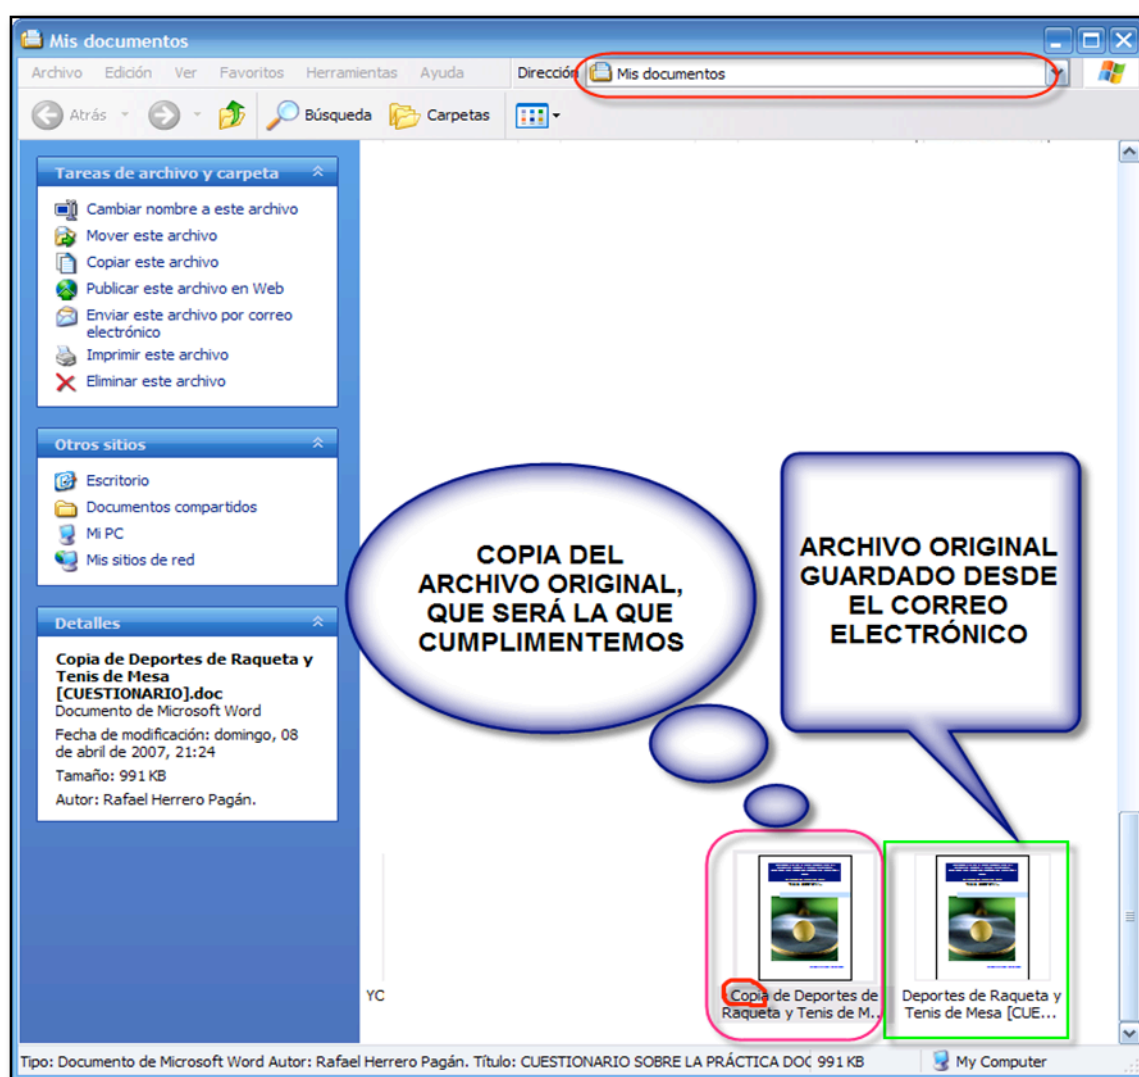 Mis documentos
Archivo Edición Ver Favoritos Herramientas Ayuda Dirección Mis documentos
Atrás Búsqueda Carpetas
Tareas de archivo y carpeta
Cambiar nombre a este archivo
Mover este archivo
Copiar este archivo
Publicar este archivo en Web
Enviar este archivo por correo
electrónico
Imprimir este archivo
Eliminar este archivo
Otros sitios
Escritorio
Documentos compartidos
Mi PC
Mis sitios de red
Detalles
Copia de Deportes de Raqueta y
Tenis de Mesa
[CUESTIONARIO].doc
Documento de Microsoft Word
Fecha de modificación: domingo, 08
de abril de 2007, 21:24
Tamaño: 991 KB
Autor: Rafael Herrero Pagán.
COPIA DEL
ARCHIVO ORIGINAL,
QUE SERÁ LA QUE
CUMPLIMENTEMOS
ARCHIVO ORIGINAL
GUARDADO DESDE
EL CORREO
ELECTRÓNICO
YC
Copia de Deportes de
Raqueta y Tenis de M...
Deportes de Raqueta y
Tenis de Mesa [CUE...
Tipo: Documento de Microsoft Word Autor: Rafael Herrero Pagán. Título: CUESTIONARIO SOBRE LA PRÁCTICA DOC 991 KB My Computer